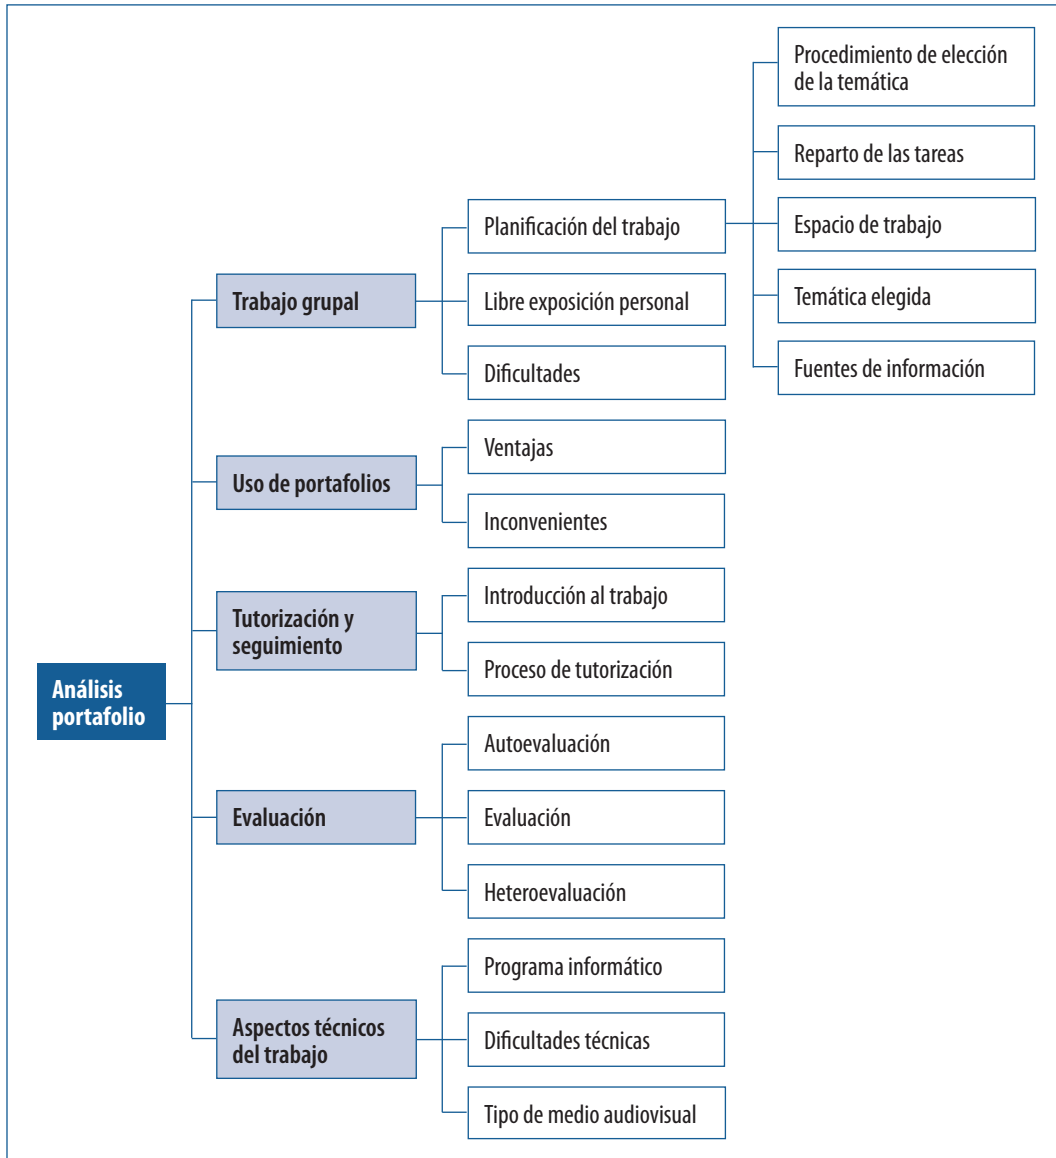 Análisis
portafolio
Trabajo grupal
Planificación del trabajo
Procedimiento de elección
de la temática
Reparto de las tareas
Espacio de trabajo
Temática elegida
Fuentes de información
Libre exposición personal
Dificultades
Uso de portafolios
Ventajas
Inconvenientes
Tutorización y
seguimiento
Introducción al trabajo
Proceso de tutorización
Evaluación
Autoevaluación
Evaluación
Heteroevaluación
Aspectos técnicos
del trabajo
Programa informático
Dificultades técnicas
Tipo de medio audiovisual